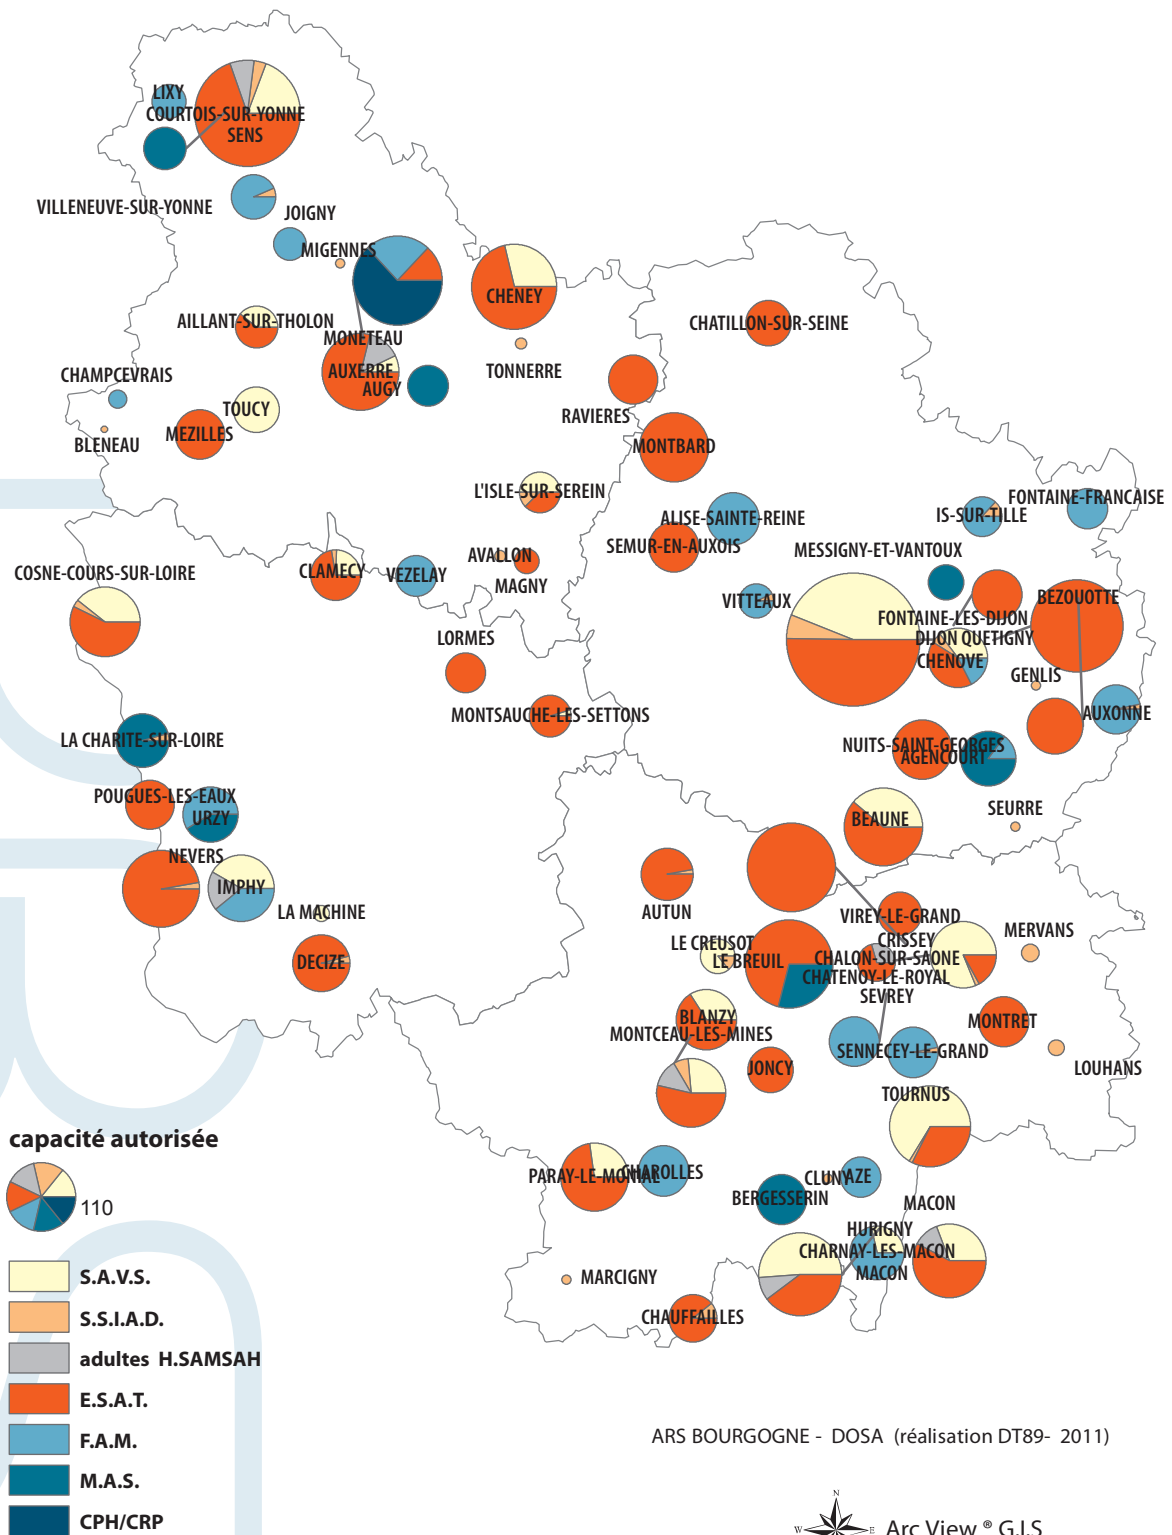 LIXY
COURTOIS-SUR-YONNE
SENS
VILLENEUVE-SUR-YONNE
JOIGNY
MIGENNES
CHENEY
AILLANT-SUR-THOLON
MONETEAU
CHATILLON-SUR-SEINE
AUXERRE
TONNERRE
AUGY
CHAMPCEVRAIS
TOUCY
RAVIERES
MEZILLES
BLENEAU
MONTBARD
L'ISLE-SUR-SEREIN
FONTAINE-FRANCAISE
ALISE-SAINTE-REINE
IS-SUR-TILLE
SEMUR-EN-AUXOIS
MESSIGNY-ET-VANTOUX
AVALLON
COSNE-COURS-SUR-LOIRE
CLAMECY
VEZELAY
MAGNY
VITTEAUX
BEZOUOTTE
FONTAINE-LES-DIJON
LORMES
DIJON QUETIGNY
CHENOVE
GENLIS
MONTSAUCHE-LES-SETTONS
AUXONNE
LA CHARITE-SUR-LOIRE
NUITS-SAINT-GEORGES
AGENCOURT
POUGUES-LES-EAUX
URZY
SEURRE
BEAUNE
NEVERS
IMPHY
LA MACHINE
AUTUN
VIREY-LE-GRAND
MERVANS
CRISSEY
LE CREUSOT
LE BREUIL
CHALON-SUR-SAONE
DECIZE
CHATENOY-LE-ROYAL
SEVREY
BLANZY
MONTCEAU-LES-MINES
MONTRET
SENNECEY-LE-GRAND
JONCY
LOUHANS
TOURNUS
PARAY-LE-MONIAL
CHAROLLES
CLUNY
AZE
BERGESSERIN
MACON
HURIGNY
CHARNAY-LES-MACON
MACON
MARCIGNY
CHAUFFAILLES
capacité autorisée
110
S.A.V.S.
S.S.I.A.D.
adultes H.SAMSAH
E.S.A.T.
F.A.M.
M.A.S.
CPH/CRP
ARS BOURGOGNE - DOSA (réalisation DT89- 2011)
N
W E
Arc View ® G.I.S